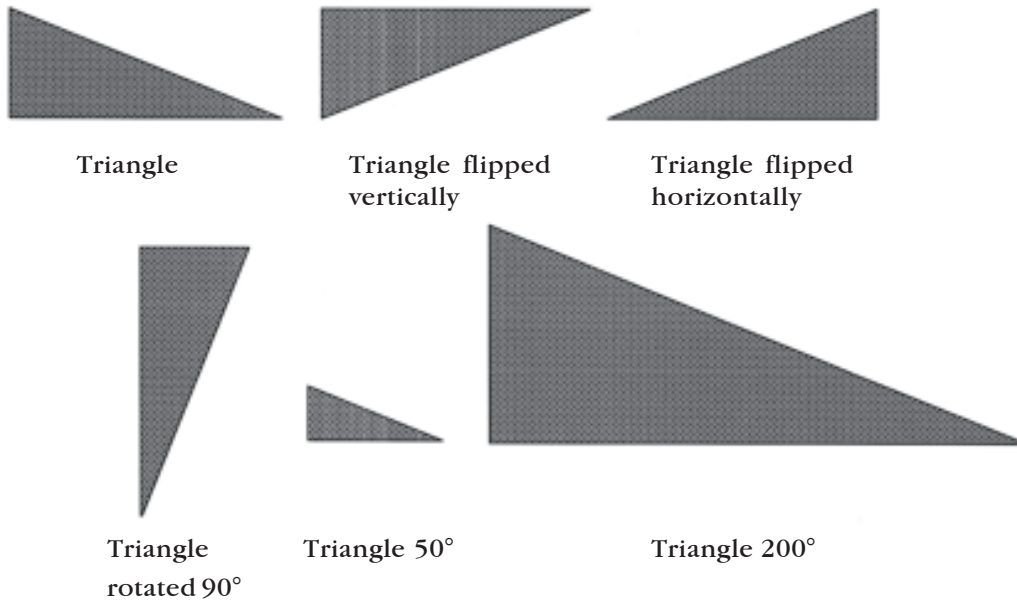 Triangle
Triangle flipped
vertically
Triangle flipped
horizontally
Triangle
rotated 90°
Triangle 50°
Triangle 200°